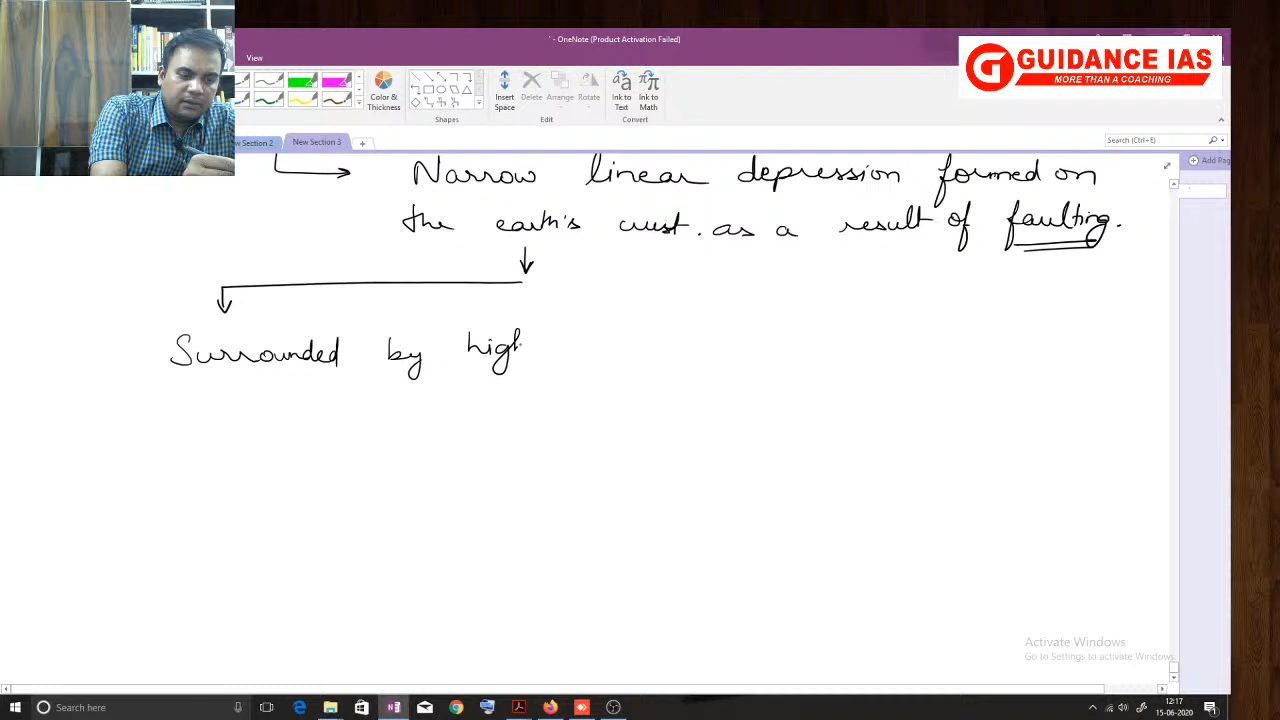 ' - OneNote (Product Activation Failed)
GUIDANCE IAS
MORE THAN A COACHING
View
Color & Thickness
Insert Space
Delete
Arrange
Rotate
Ink to Text
Ink to Math
Shapes
Edit
Convert
w Section 2
New Section 3
Search (Ctrl+E)
Add Pag
Narrow linear depression formed on
the earth's crust. as a result of faulting.
Surrounded by high
Activate Windows
Go to Settings to activate Windows.
Search here
12:17
15-06-2020